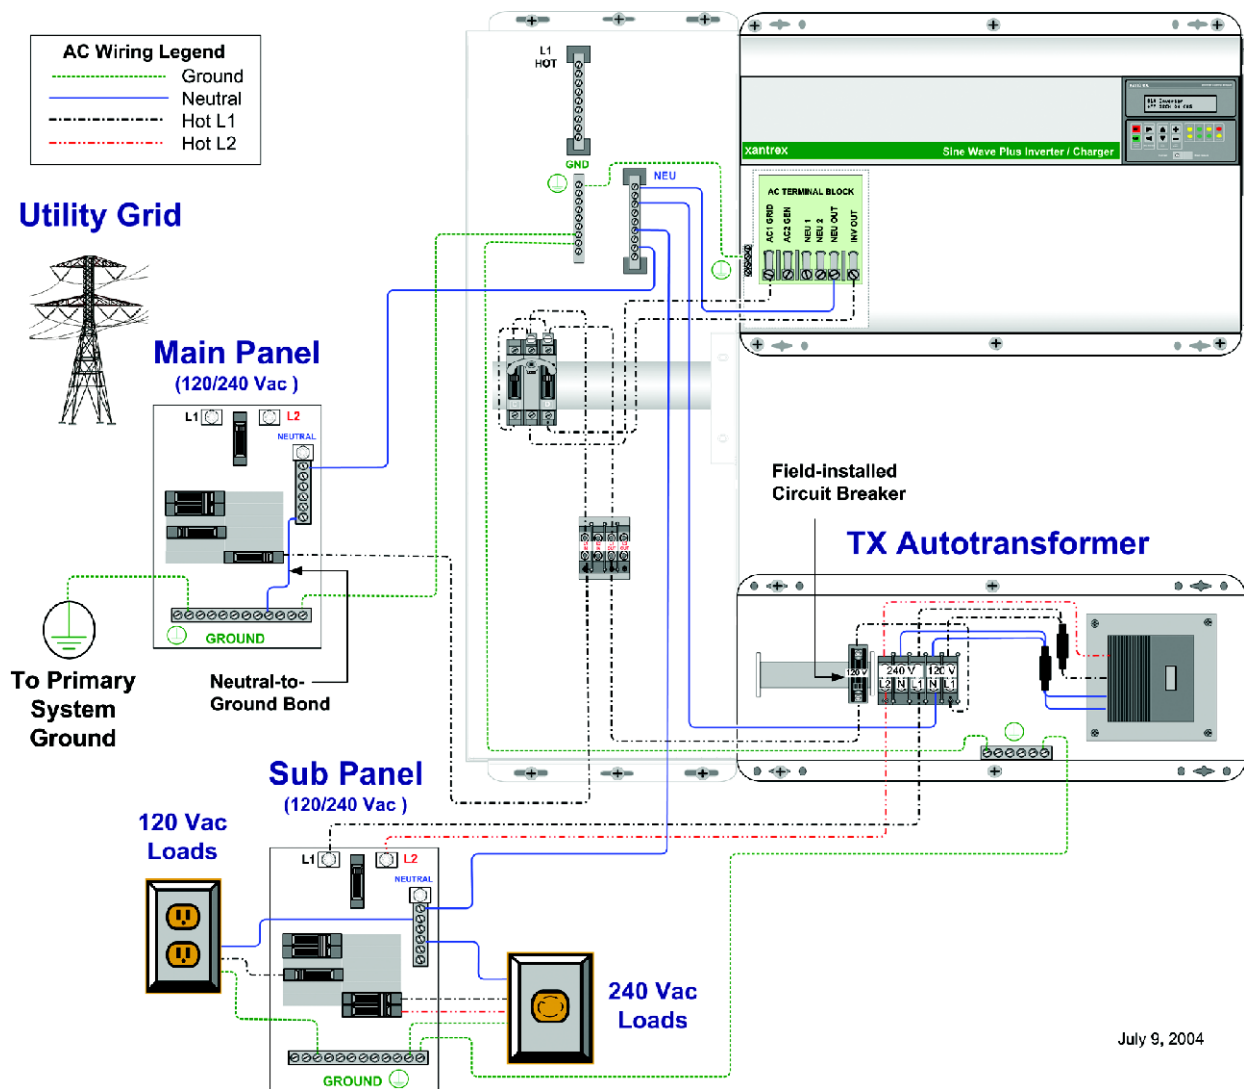 AC Wiring Legend
Ground
Neutral
Hot L1
Hot L2
L1
HOT
GND
NEU
xantrex
Sine Wave Plus Inverter / Charger
AC TERMINAL BLOCK
AC1 GRID
AC2 GEN
NEU 1
NEU 2
NEU OUT
INV OUT
Utility Grid
Main Panel
(120/240 Vac )
L1
L2
NEUTRAL
GROUND
To Primary
System
Ground
Neutral-to-
Ground Bond
Field-installed
Circuit Breaker
TX Autotransformer
120 V
240 V
120 V
L2
N
L1
N
L1
Sub Panel
(120/240 Vac )
120 Vac
Loads
L1
L2
NEUTRAL
GROUND
240 Vac
Loads
July 9, 2004